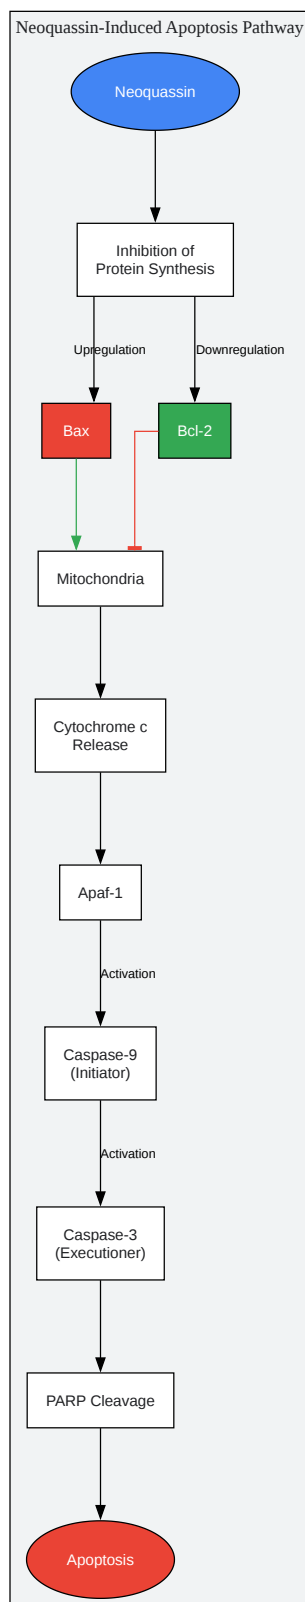 Neoquassin-Induced Apoptosis Pathway
Neoquassin
Inhibition of
Protein Synthesis
Upregulation
Downregulation
Bax
Bcl-2
Mitochondria
Cytochrome c
Release
Apaf-1
Activation
Caspase-9
(Initiator)
Activation
Caspase-3
(Executioner)
PARP Cleavage
Apoptosis